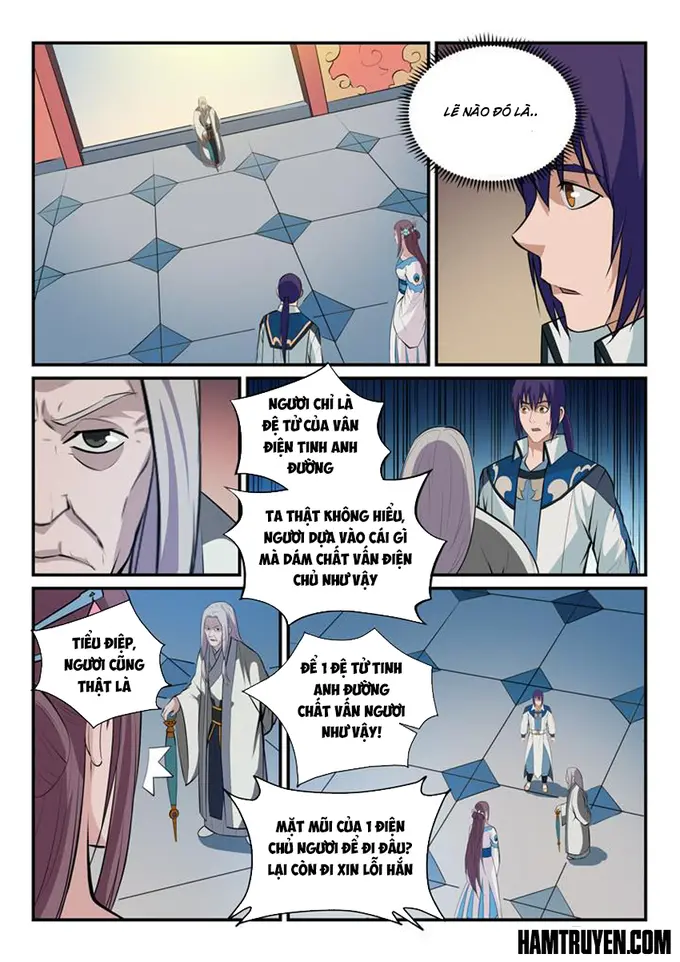 LẼ NÀO ĐÓ LÀ..
NGƯƠI CHỈ LÀ
ĐỆ TỬ CỦA VÂN
ĐIỆN TINH ANH
ĐƯỜNG
TA THẬT KHÔNG HIỂU,
NGƯƠI DỰA VÀO CÁI GÌ
MÀ DÁM CHẤT VẤN ĐIỆN
CHỦ NHƯ VẬY
TIỂU ĐIỆP,
NGƯƠI CŨNG
THẬT LÀ
ĐỂ 1 ĐỆ TỬ TINH
ANH ĐƯỜNG
CHẤT VẤN NGƯƠI
NHƯ VẬY!
MẶT MŨI CỦA 1 ĐIỆN
CHỦ NGƯƠI ĐỂ ĐI ĐÂU?
LẠI CÒN ĐI XIN LỖI HẮN
HAMTRUYEN.COM